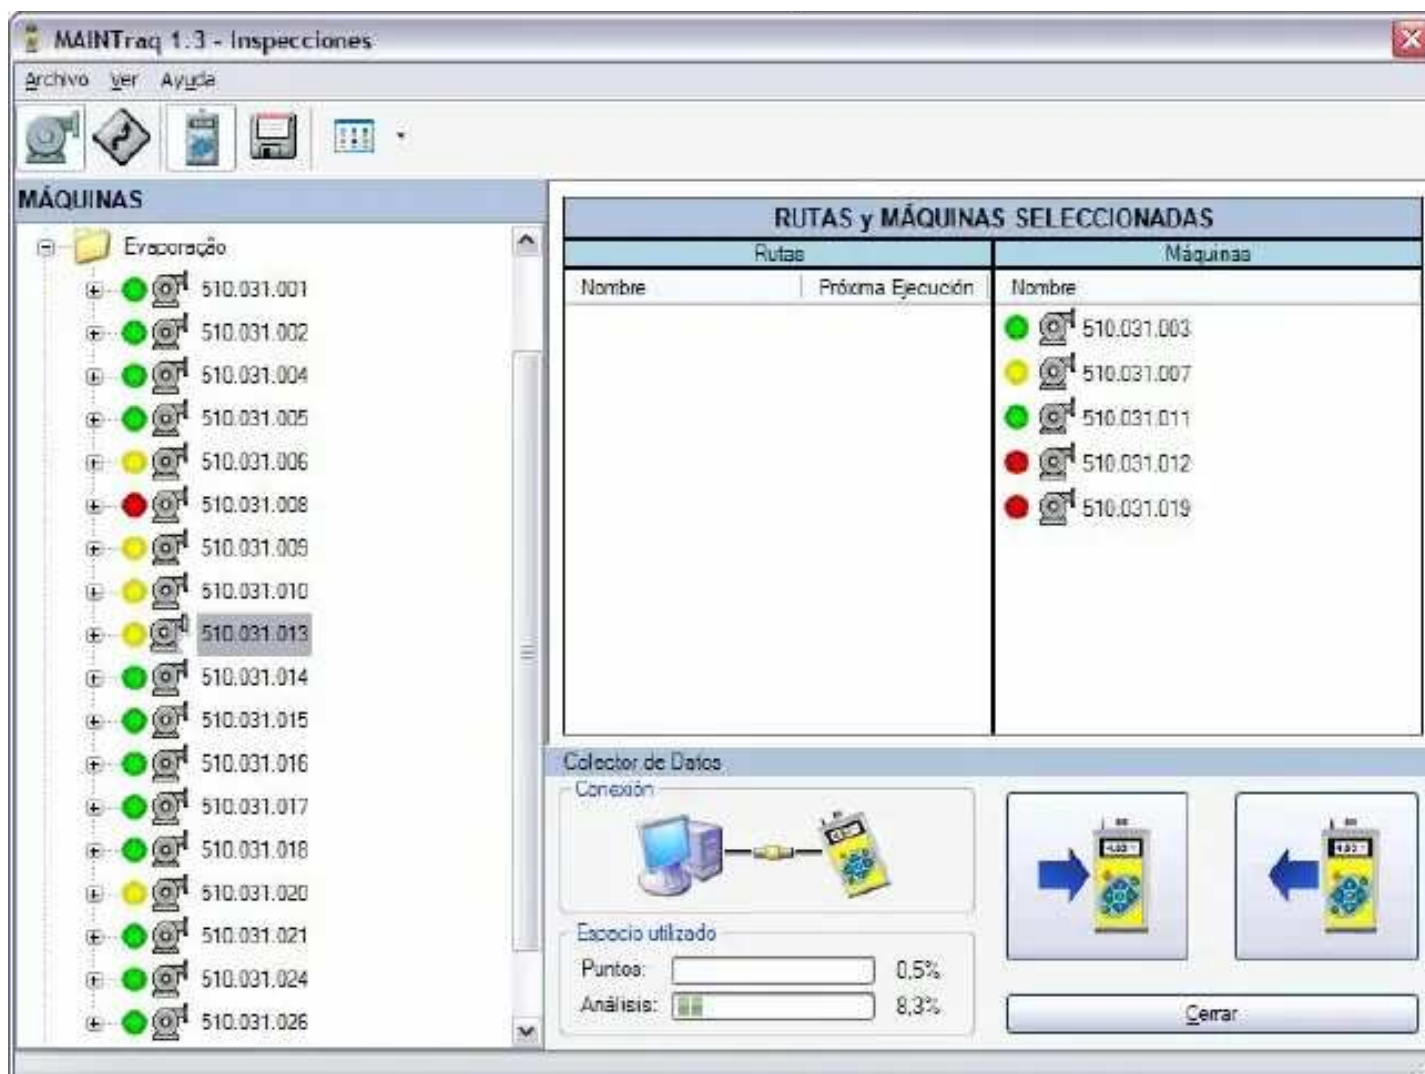 MAINTraq 1.3 - Inspecciones
Archivo Ver Ayuda
MÁQUINAS
Evaporação
510.031.001
510.031.002
510.031.004
510.031.005
510.031.006
510.031.008
510.031.009
510.031.010
510.031.013
510.031.014
510.031.015
510.031.016
510.031.017
510.031.018
510.031.020
510.031.021
510.031.024
510.031.026
RUTAS y MÁQUINAS SELECCIONADAS
Rutas Máquinas
Nombre Próxima Ejecución Nombre
510.031.003
510.031.007
510.031.011
510.031.012
510.031.019
Colector de Datos
Conexión
Espacio utilizado
Puntos: 0,5%
Análisis: 8,3%
Cerrar